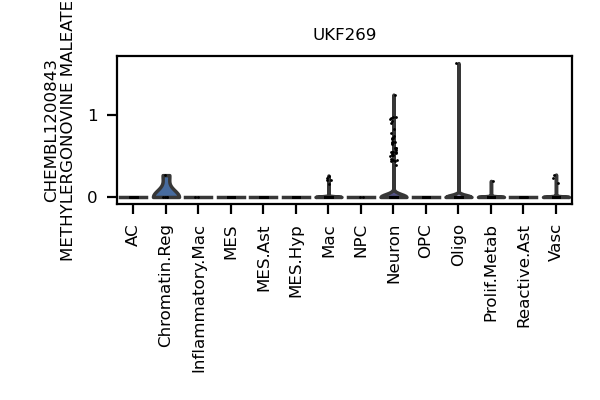 UKF269
CHEMBL1200843
METHYLERGONOVINE MALEATE
1
0
AC
Chromatin.Reg
Inflammatory.Mac
MES
MES.Ast
MES.Hyp
Mac
NPC
Neuron
OPC
Oligo
Prolif.Metab
Reactive.Ast
Vasc